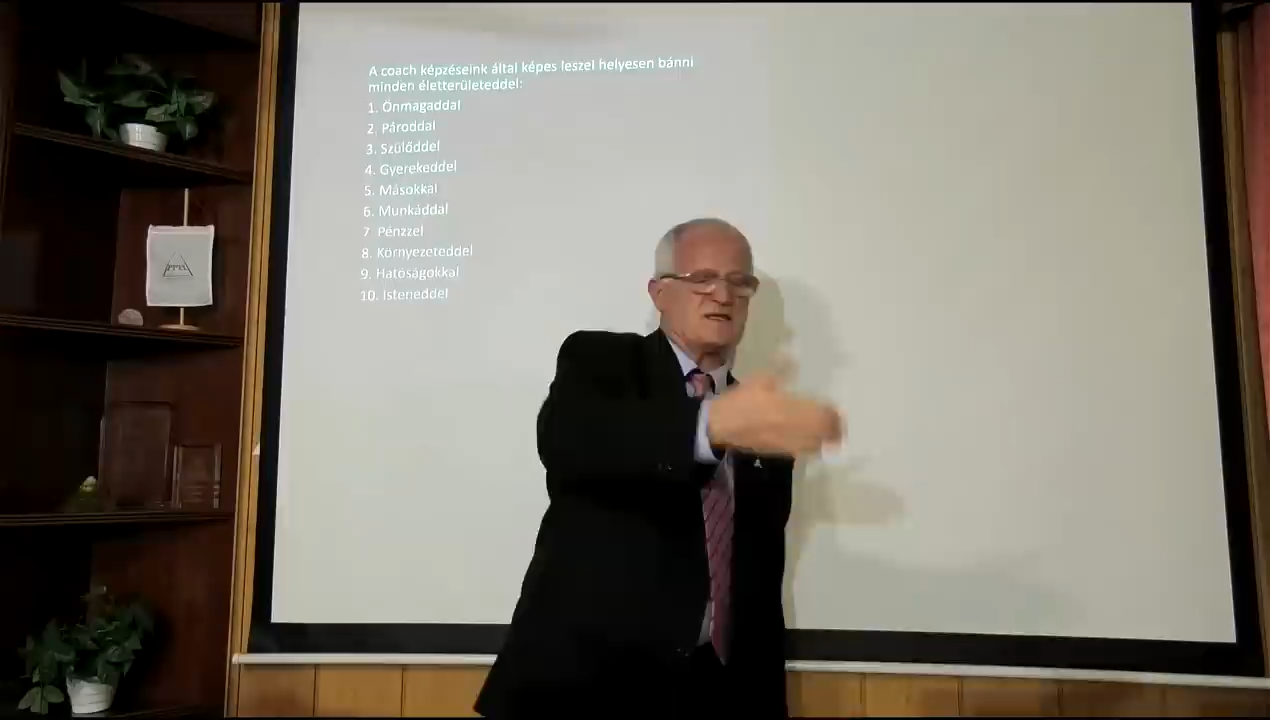 A coach képzéseink által képes leszel helyesen bánni
minden életterületeddel:
1. Önmagaddal
2. Pároddal
3. Szülőddel
4. Gyerekeddel
5. Másokkal
6. Munkáddal
7 Pénzzel
8. Környezeteddel
9. Hatóságokkal
10. Isteneddel